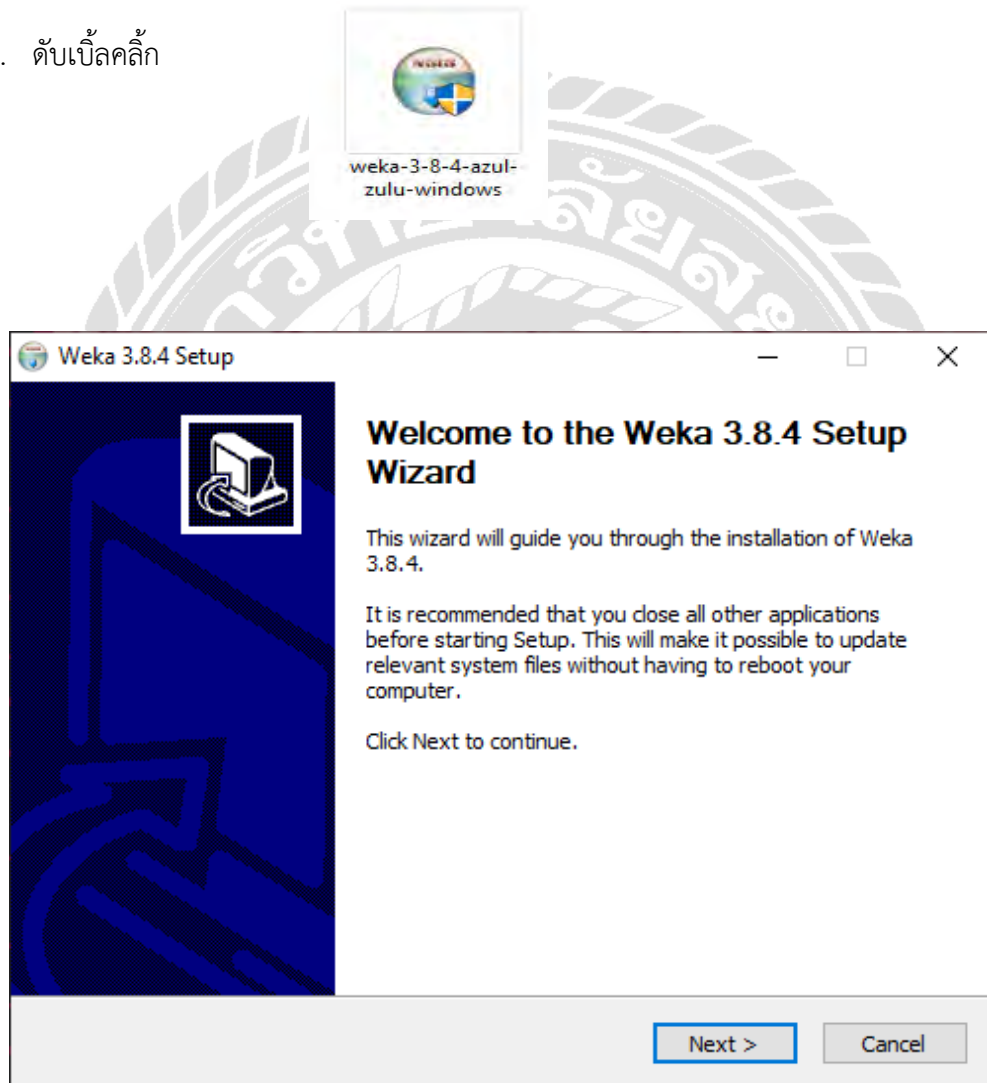 . ดับเบิ้ลคลิ้ก
weka-3-8-4-azul-
zulu-windows
Weka 3.8.4 Setup
Welcome to the Weka 3.8.4 Setup
Wizard
This wizard will guide you through the installation of Weka
3.8.4.
It is recommended that you close all other applications
before starting Setup. This will make it possible to update
relevant system files without having to reboot your
computer.
Click Next to continue.
Next >
Cancel